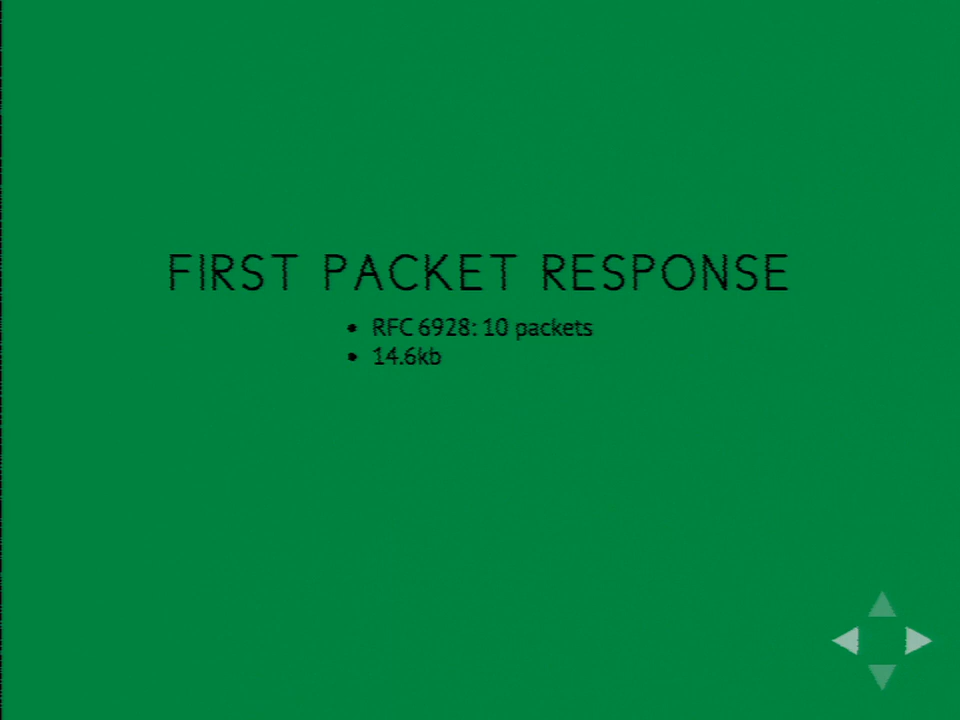 FIRST PACKET RESPONSE
• RFC 6928: 10 packets
• 14.6kb